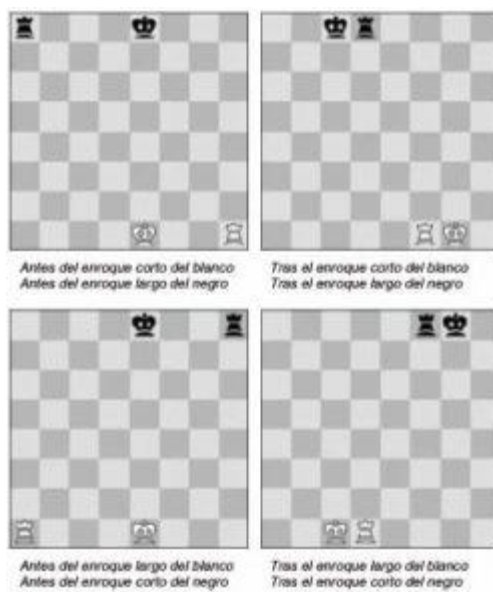 Antes del enroque corto del blanco
Antes del enroque largo del negro
Tras el enroque corto del blanco
Tras el enroque largo del negro
Antes del enroque largo del blanco
Antes del enroque corto del negro
Tras el enroque largo del blanco
Tras el enroque corto del negro